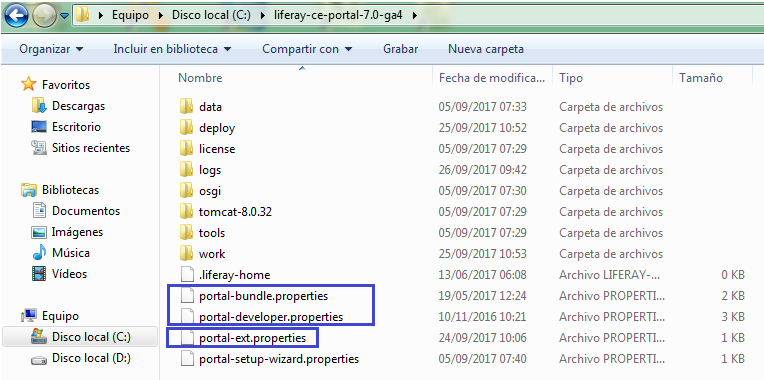 Equipo Disco local (C:) liferay-ce-portal-7.0-ga4
Organizar Incluir en biblioteca Compartir con Grabar Nueva carpeta
Favoritos
Descargas
Escritorio
Sitios recientes
Bibliotecas
Documentos
Imágenes
Música
Vídeos
Equipo
Disco local (C:)
Disco local (D:)
Nombre Fecha de modifica... Tipo Tamaño
data 05/09/2017 07:33 Carpeta de archivos
deploy 25/09/2017 10:52 Carpeta de archivos
license 05/09/2017 07:29 Carpeta de archivos
logs 26/09/2017 09:42 Carpeta de archivos
osgi 05/09/2017 07:30 Carpeta de archivos
tomcat-8.0.32 05/09/2017 07:29 Carpeta de archivos
tools 05/09/2017 07:29 Carpeta de archivos
work 25/09/2017 10:53 Carpeta de archivos
.liferay-home 13/06/2017 06:08 Archivo LIFERAY-... 0 KB
portal-bundle.properties 19/05/2017 12:24 Archivo PROPERTI... 2 KB
portal-developer.properties 10/11/2016 10:21 Archivo PROPERTI... 3 KB
portal-ext.properties 24/09/2017 10:06 Archivo PROPERTI... 1 KB
portal-setup-wizard.properties 05/09/2017 07:40 Archivo PROPERTI... 1 KB